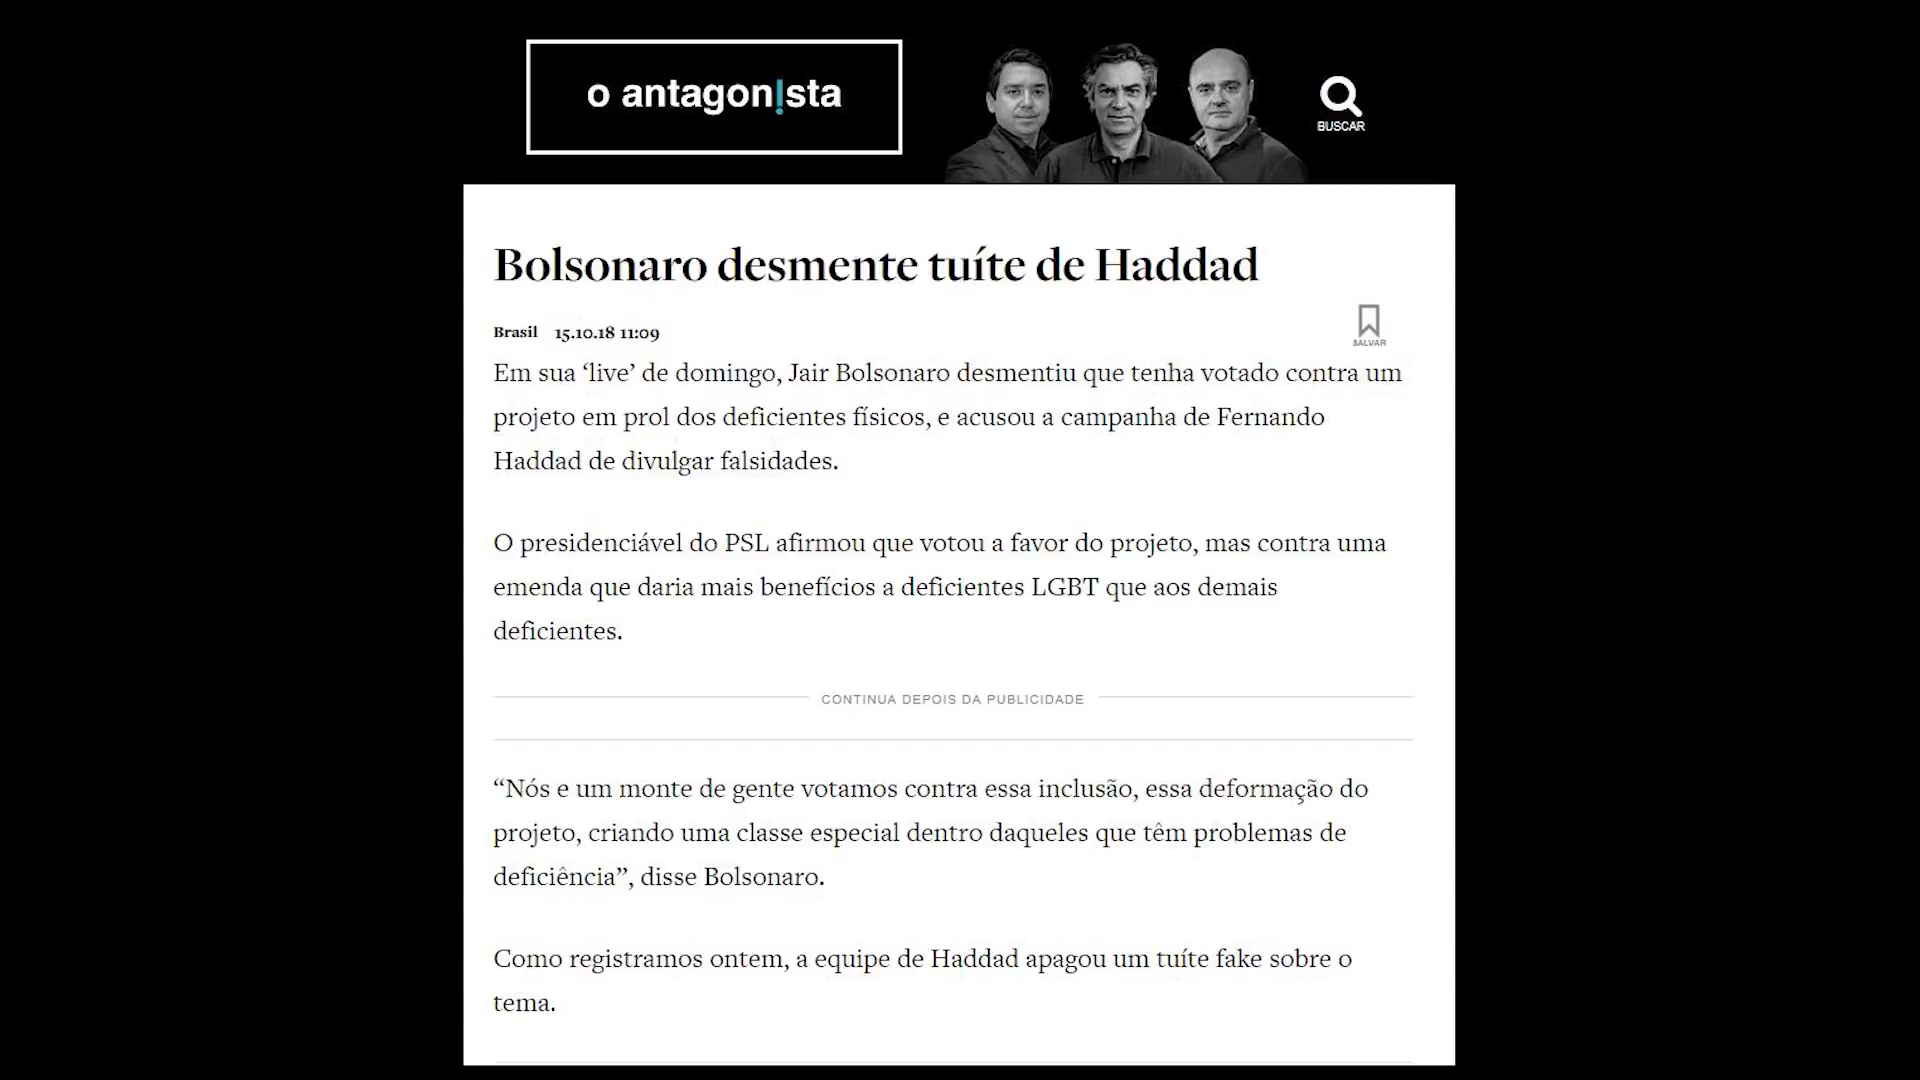 o antagonista
BUSCAR
Bolsonaro desmente tuíte de Haddad
Brasil 15.10.18 11:09
SALVAR
Em sua ‘live’ de domingo, Jair Bolsonaro desmentiu que tenha votado contra um
projeto em prol dos deficientes físicos, e acusou a campanha de Fernando
Haddad de divulgar falsidades.
O presidenciável do PSL afirmou que votou a favor do projeto, mas contra uma
emenda que daria mais benefícios a deficientes LGBT que aos demais
deficientes.
CONTINUA DEPOIS DA PUBLICIDADE
“Nós e um monte de gente votamos contra essa inclusão, essa deformação do
projeto, criando uma classe especial dentro daqueles que têm problemas de
deficiência”, disse Bolsonaro.
Como registramos ontem, a equipe de Haddad apagou um tuíte fake sobre o
tema.